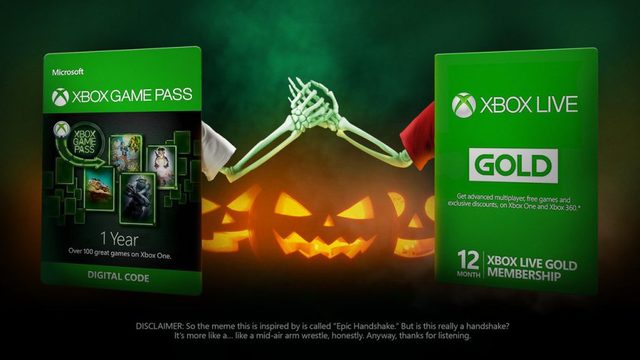 Microsoft
XBOX GAME PASS
XBOX
GAME
PASS
1 Year
Over 100 great games on Xbox One.
DIGITAL CODE
XBOX LIVE
GOLD
Get advanced multiplayer, free games and
exclusive discounts, on Xbox One and Xbox 360.*
12
MONTH
XBOX LIVE GOLD
MEMBERSHIP
DISCLAIMER: So the meme this is inspired by is called "Epic Handshake." But is this really a handshake?
It's more like a... like a mid-air arm wrestle, honestly. Anyway, thanks for listening.